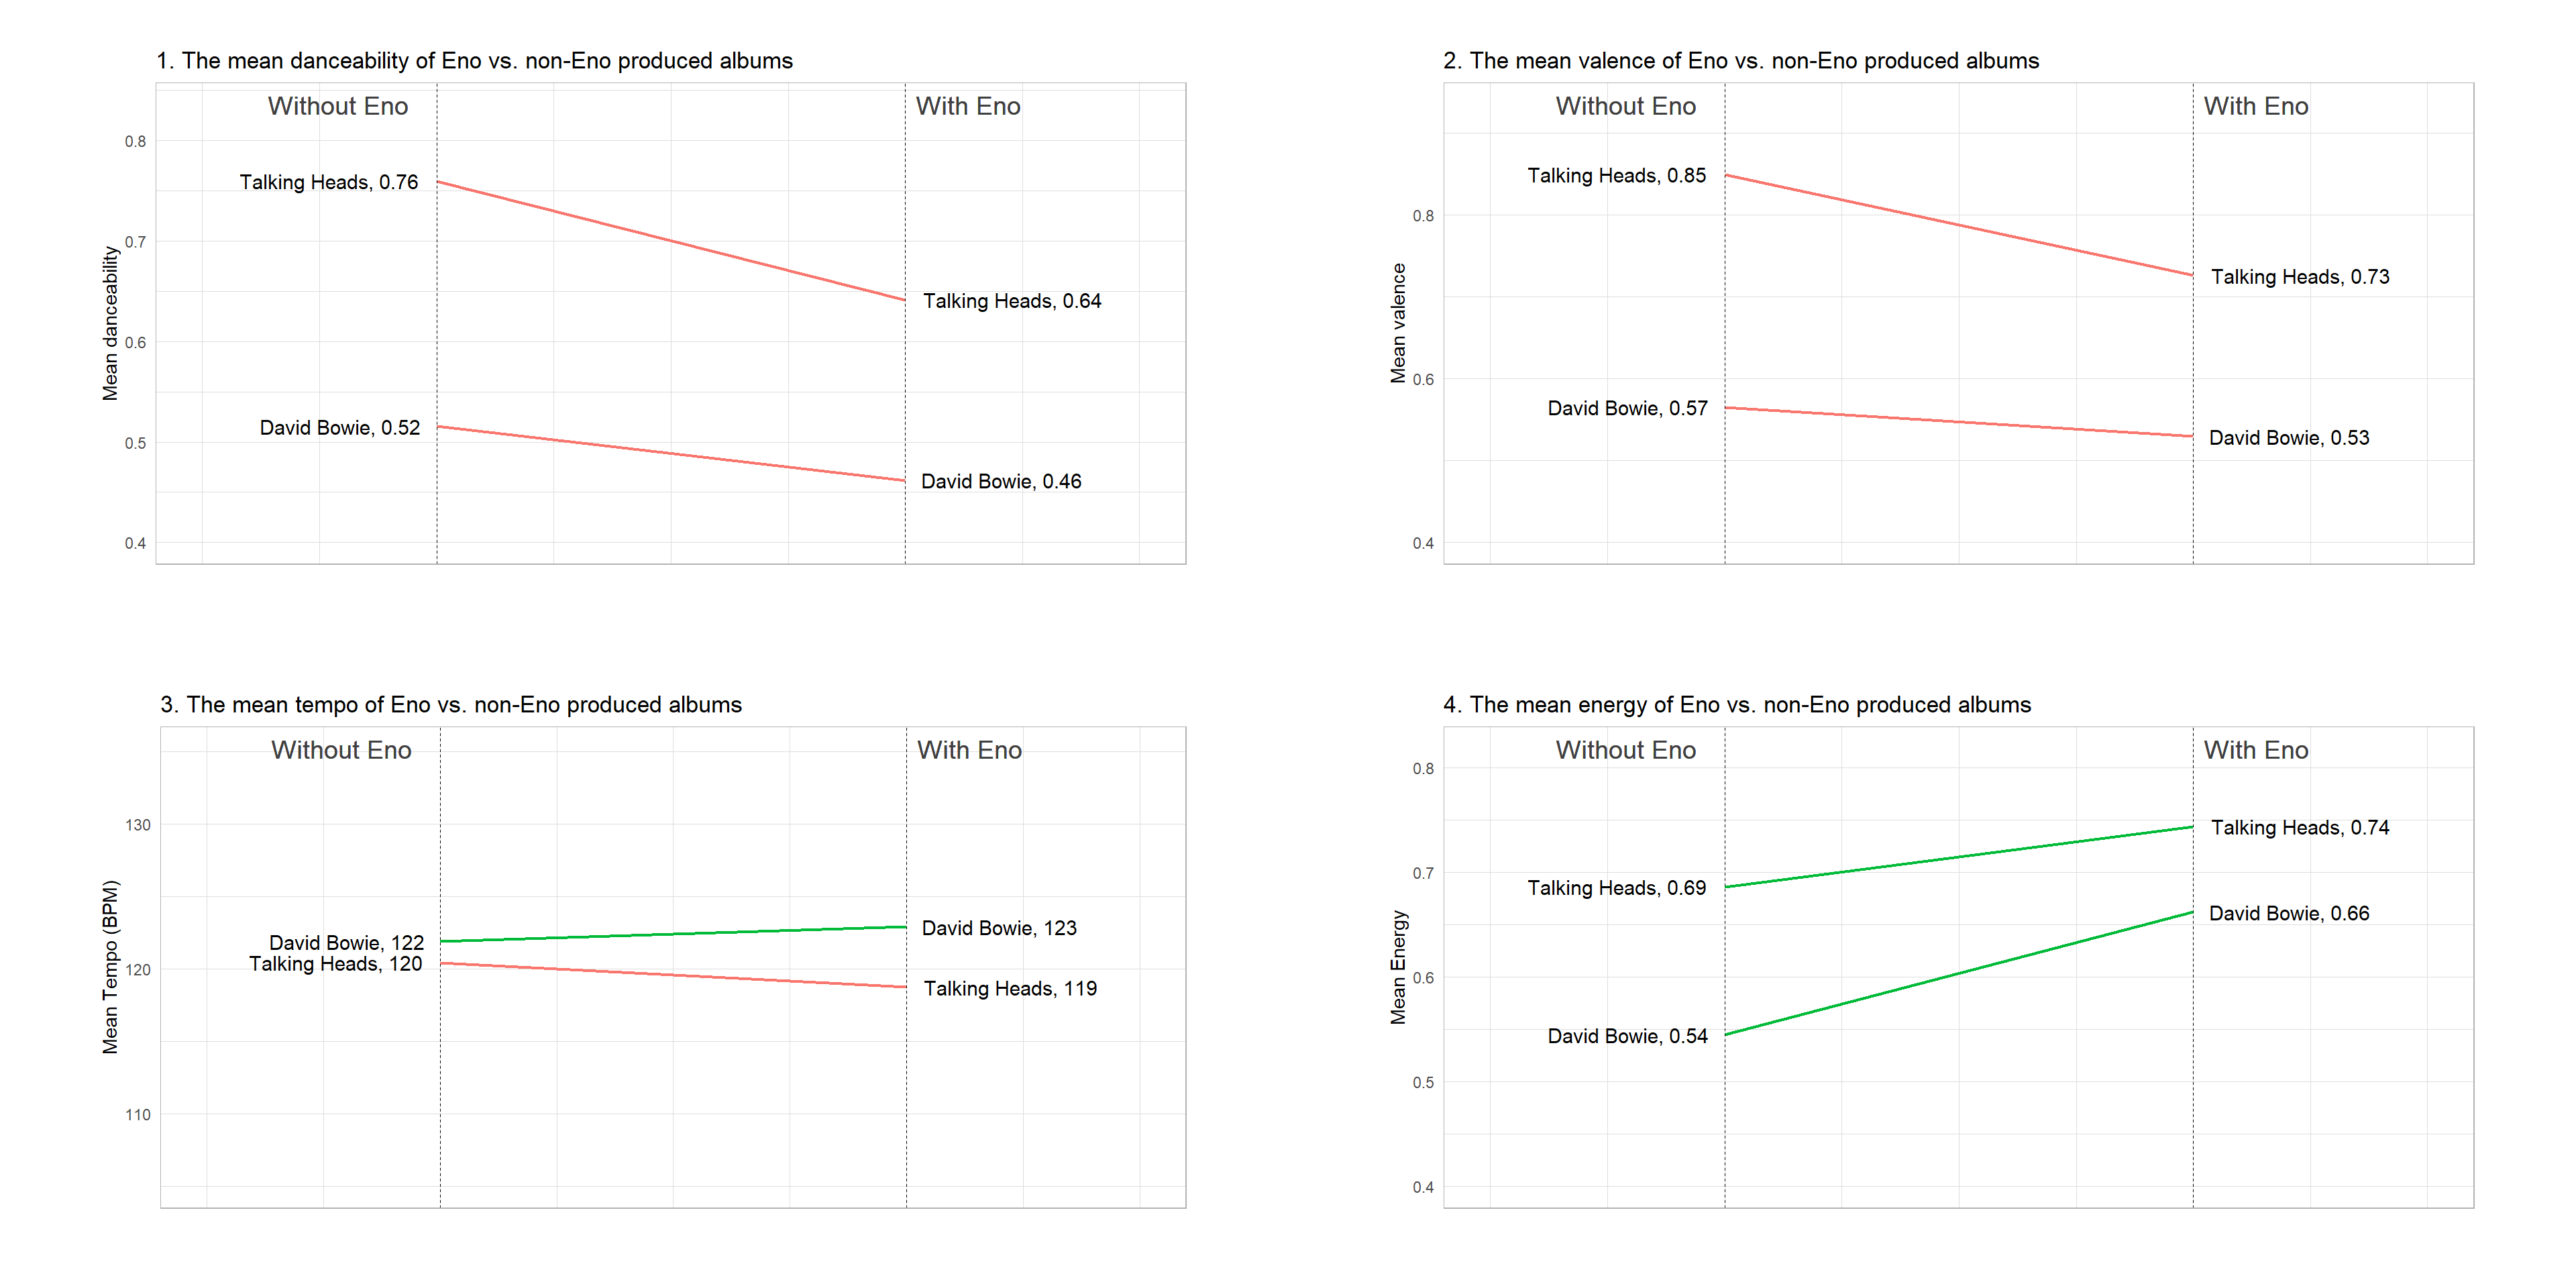 1. The mean danceability of Eno vs. non-Eno produced albums
Without Eno
With Eno
0.8
Talking Heads, 0.76
0.7
Mean danceability
Talking Heads, 0.64
0.6
David Bowie, 0.52
0.5
David Bowie, 0.46
0.4
2. The mean valence of Eno vs. non-Eno produced albums
Without Eno
With Eno
Talking Heads, 0.85
0.8
Talking Heads, 0.73
Mean valence
0.6
David Bowie, 0.57
David Bowie, 0.53
0.4
3. The mean tempo of Eno vs. non-Eno produced albums
Without Eno
With Eno
130
David Bowie, 122
David Bowie, 123
Talking Heads, 120
120
Talking Heads, 119
Mean Tempo (BPM)
110
4. The mean energy of Eno vs. non-Eno produced albums
Without Eno
With Eno
0.8
Talking Heads, 0.74
0.7
Talking Heads, 0.69
David Bowie, 0.66
Mean Energy
0.6
David Bowie, 0.54
0.5
0.4